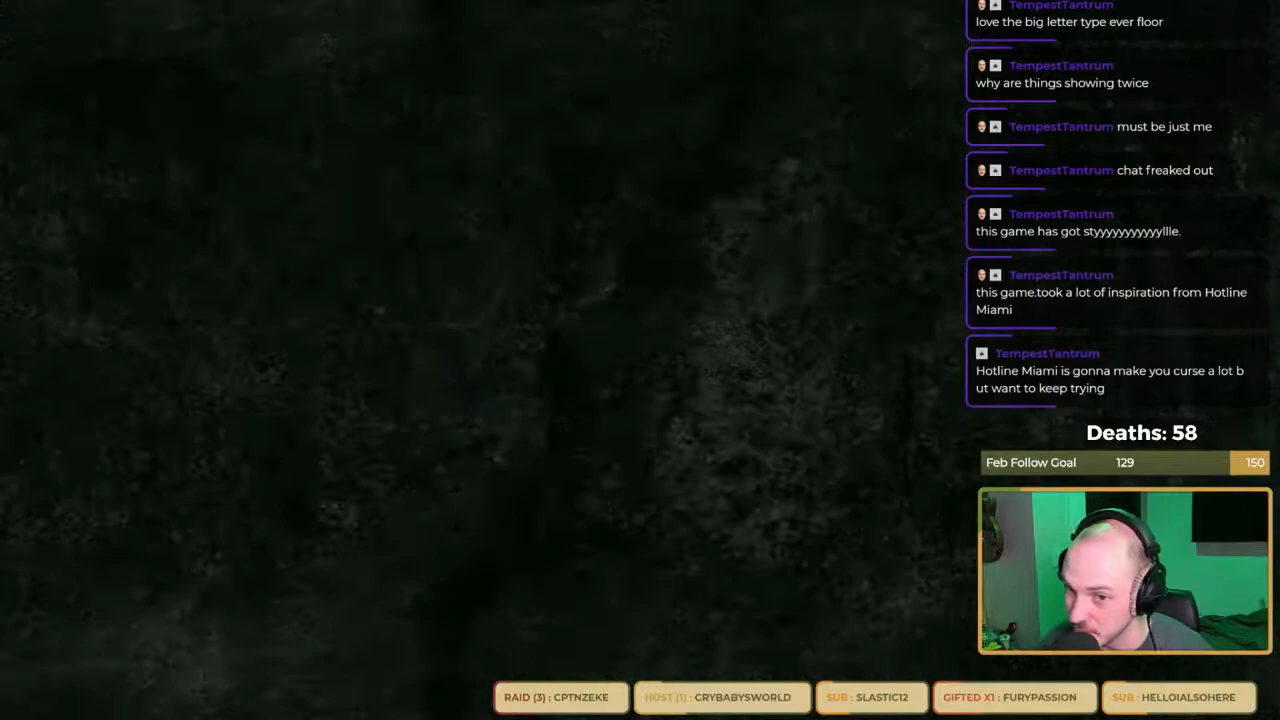 TempestTantrum
love the big letter type ever floor
TempestTantrum
why are things showing twice
TempestTantrum must be just me
TempestTantrum chat freaked out
TempestTantrum
this game has got styyyyyyyyyyllle.
TempestTantrum
this game.took a lot of inspiration from Hotline
Miami
TempestTantrum
Hotline Miami is gonna make you curse a lot b
ut want to keep trying
Deaths: 58
Feb Follow Goal 129 150
RAID (3) : CPTNZEKE HOST (1) : CRYBABYSWORLD SUB : SLASTIC12 GIFTED X1 : FURYPASSION SUB : HELLOIALSOHERE